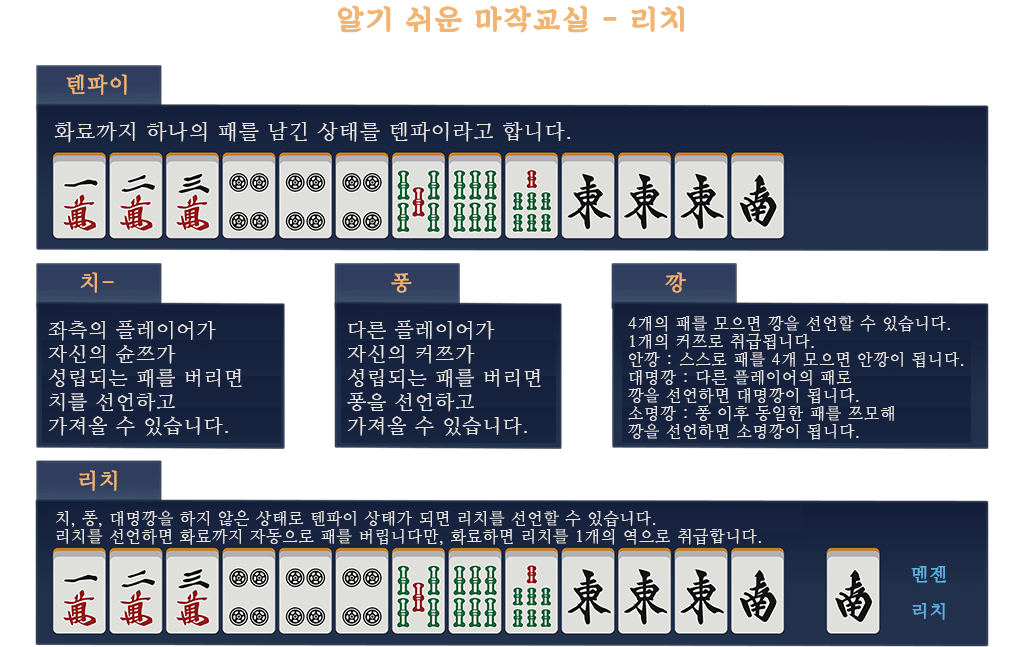 알기 쉬운 마작교실 - 리치
텐파이
화료까지 하나의 패를 남긴 상태를 텐파이라고 합니다.
一萬 二萬 三萬 東 東 東 南
치-
좌측의 플레이어가
자신의 슌쯔가
성립되는 패를 버리면
치를 선언하고
가져올 수 있습니다.
퐁
다른 플레이어가
자신의 커쯔가
성립되는 패를 버리면
퐁을 선언하고
가져올 수 있습니다.
깡
4개의 패를 모으면 깡을 선언할 수 있습니다.
1개의 커쯔로 취급됩니다.
안깡 : 스스로 패를 4개 모으면 안깡이 됩니다.
대명깡 : 다른 플레이어의 패로
깡을 선언하면 대명깡이 됩니다.
소명깡 : 퐁 이후 동일한 패를 쯔모해
깡을 선언하면 소명깡이 됩니다.
리치
치, 퐁, 대명깡을 하지 않은 상태로 텐파이 상태가 되면 리치를 선언할 수 있습니다.
리치를 선언하면 화료까지 자동으로 패를 버립니다만, 화료하면 리치를 1개의 역으로 취급합니다.
一萬 二萬 三萬 東 東 東 南 南
멘젠
리치